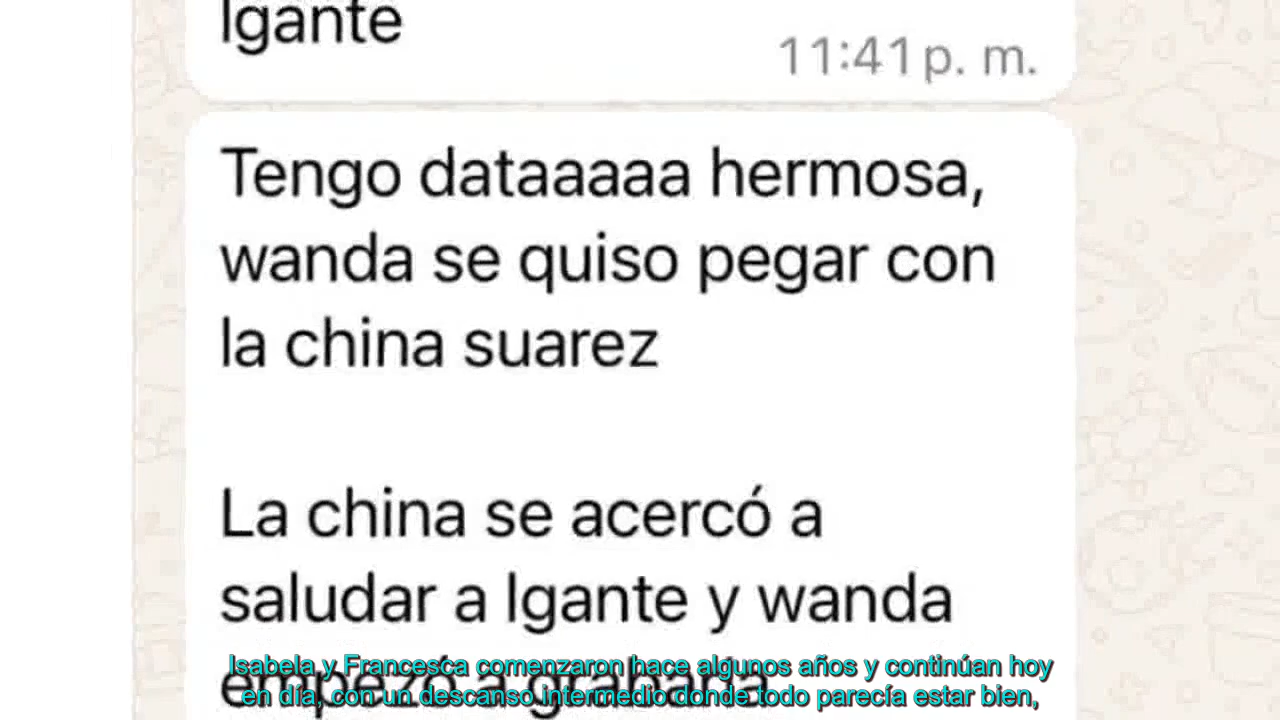 lgante
11:41 p. m.
Tengo dataaaaa hermosa,
wanda se quiso pegar con
la china suarez
La china se acercó a
saludar a lgante y wanda
empezó a grabarla
Isabela y Francesca comenzaron hace algunos años y continúan hoy
en día, con un descanso intermedio donde todo parecía estar bien,